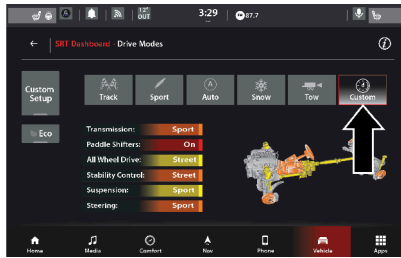 12° OUT
3:29
87.7
SRT Dashboard - Drive Modes
Custom Setup
Track
Sport
Auto
Snow
Tow
Custom
Eco
Transmission: Sport
Paddle Shifters: On
All Wheel Drive: Street
Stability Control: Street
Suspension: Sport
Steering: Sport
Home
Media
Comfort
Nav
Phone
Vehicle
Apps